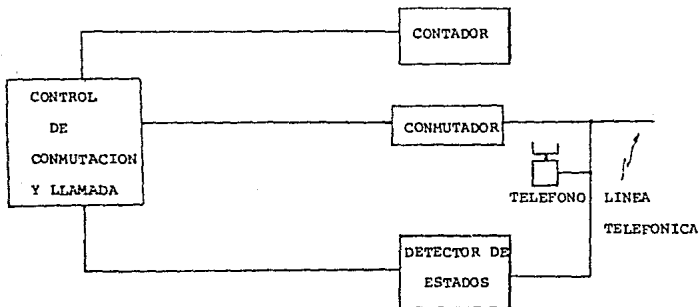 CONTADOR
CONTROL
DE
CONMUTACION
Y LLAMADA
CONMUTADOR
TELEFONO
LINEA
TELEFONICA
DETECTOR DE
ESTADOS